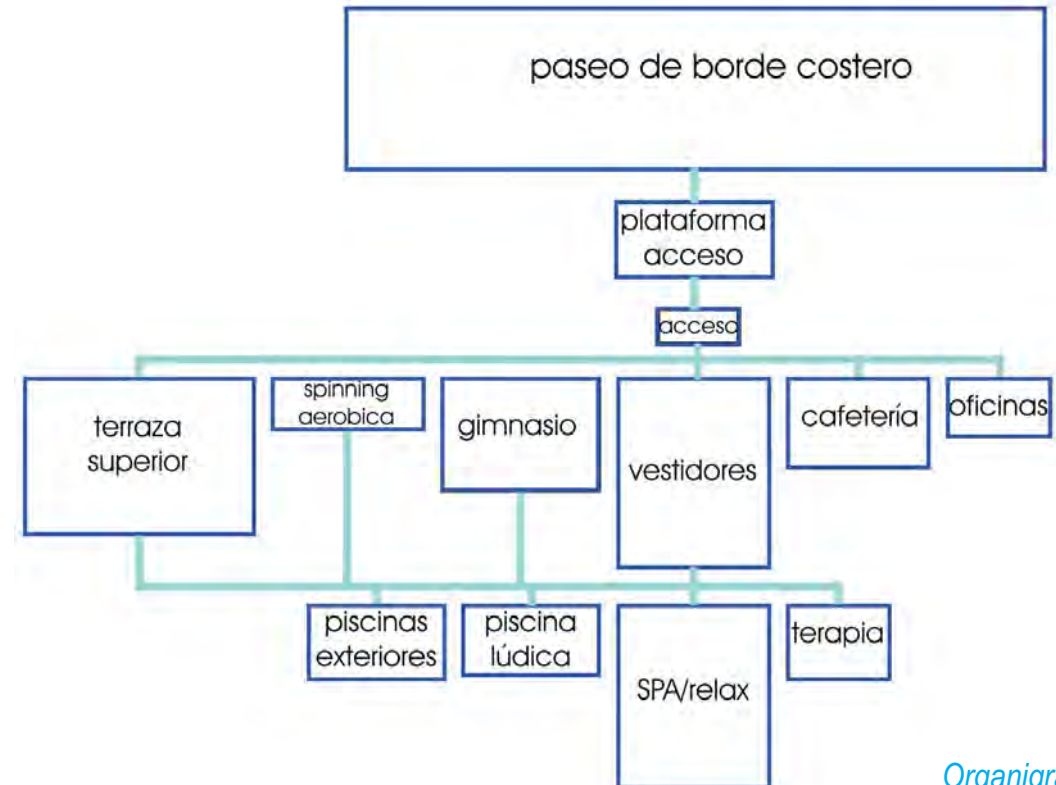 paseo de borde costero
plataforma
acceso
acceso
terraza
superior
spinning
aerobica
gimnasio
vestidores
cafetería
oficinas
piscinas
exteriores
piscina
lúdica
SPA/relax
terapia